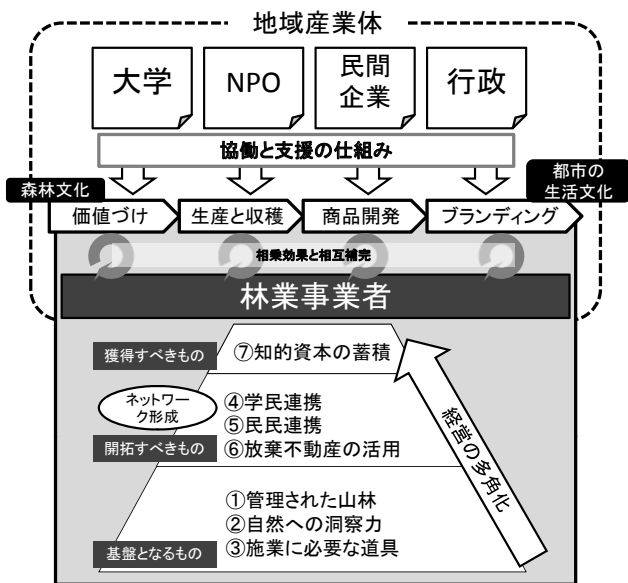 地域産業体
大学
NPO
民間
企業
行政
協働と支援の仕組み
森林文化
都市の
生活文化
価値づけ
生産と収穫
商品開発
ブランディング
相乗効果と相互補完
林業事業者
獲得すべきもの
⑦知的資本の蓄積
ネットワー
ク形成
④学民連携
⑤民民連携
開拓すべきもの
⑥放棄不動産の活用
経営の多角化
①管理された山林
②自然への洞察力
基盤となるもの
③施業に必要な道具